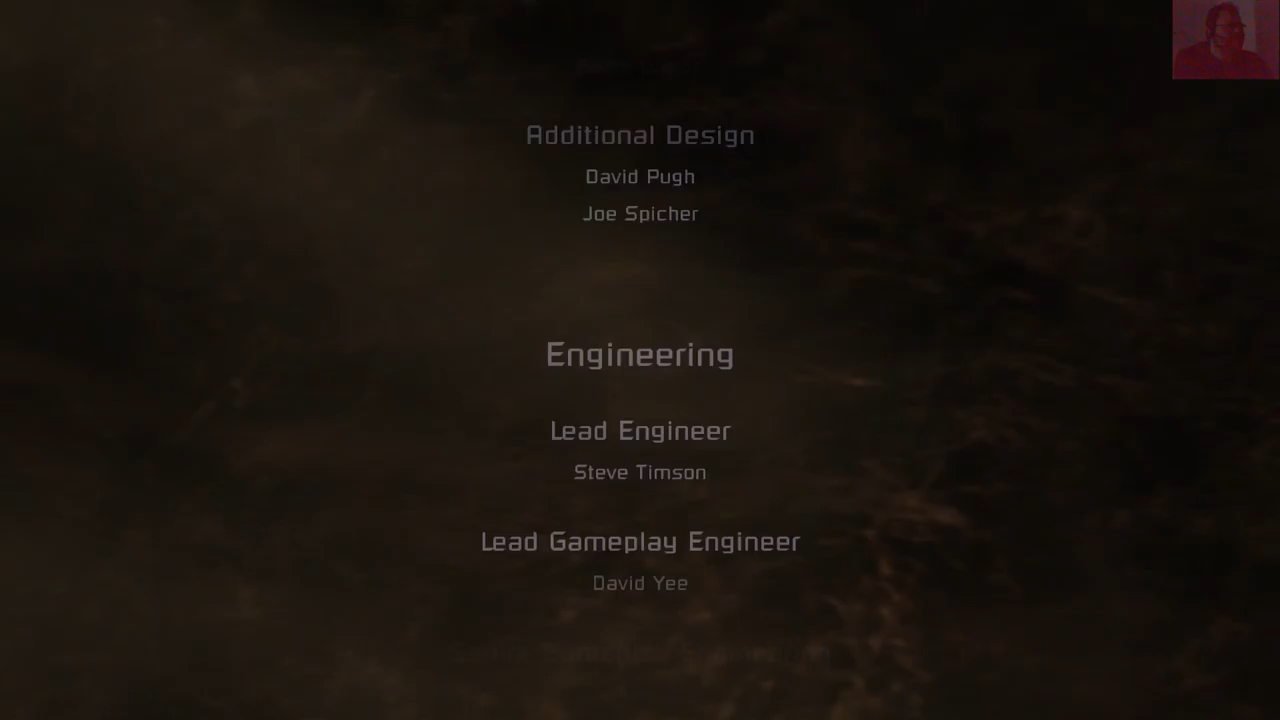 Additional Design
David Pugh
Joe Spicher
Engineering
Lead Engineer
Steve Timson
Lead Gameplay Engineer
David Yee